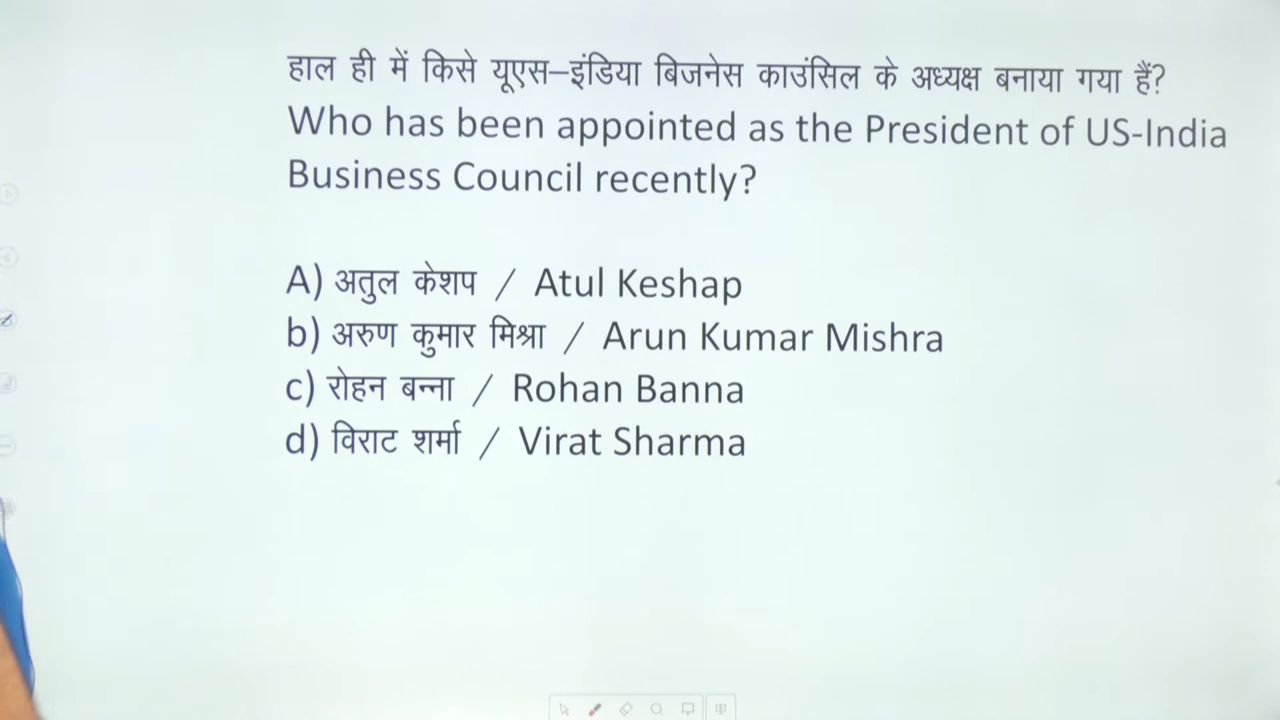 हाल ही में किसे यूएस–इंडिया बिजनेस काउंसिल के अध्यक्ष बनाया गया हैं?
Who has been appointed as the President of US-India
Business Council recently?
A) अतुल केशप / Atul Keshap
b) अरुण कुमार मिश्रा / Arun Kumar Mishra
c) रोहन बन्ना / Rohan Banna
d) विराट शर्मा / Virat Sharma